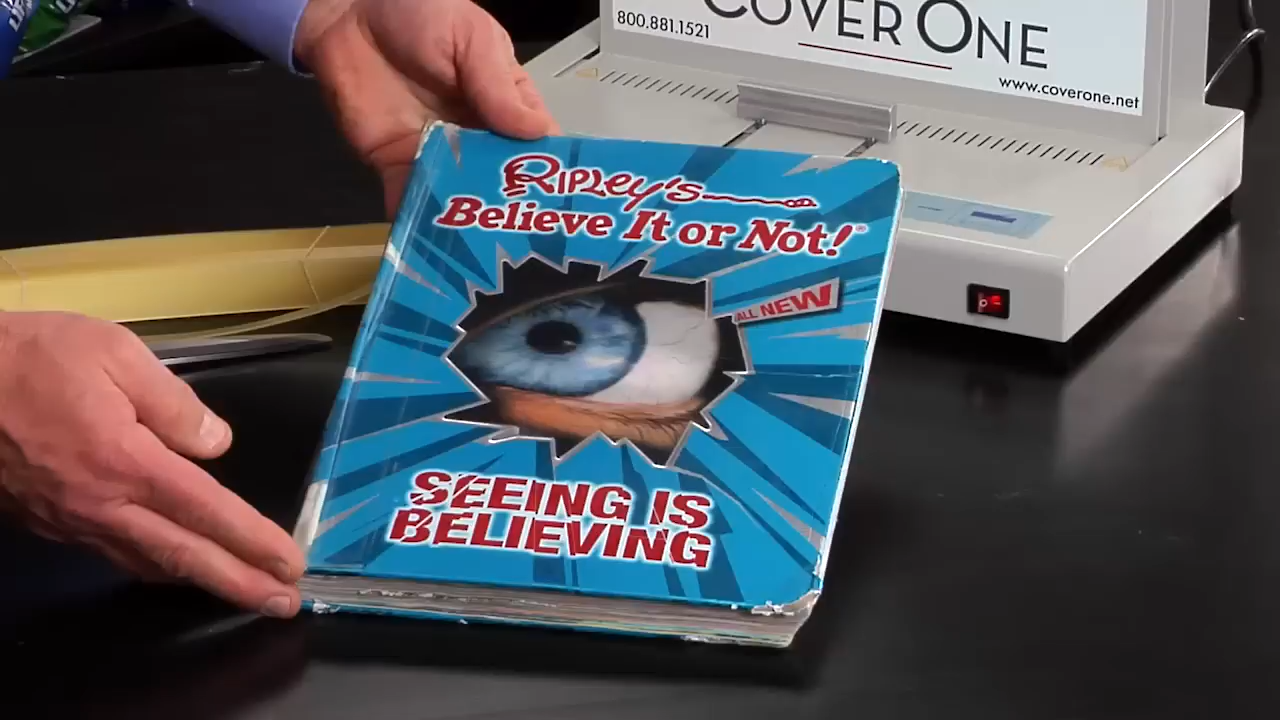 COVER ONE
800.881.1521
www.coverone.net
RIPLEY'S
Believe It or Not!®
ALL NEW
SEEING IS
BELIEVING